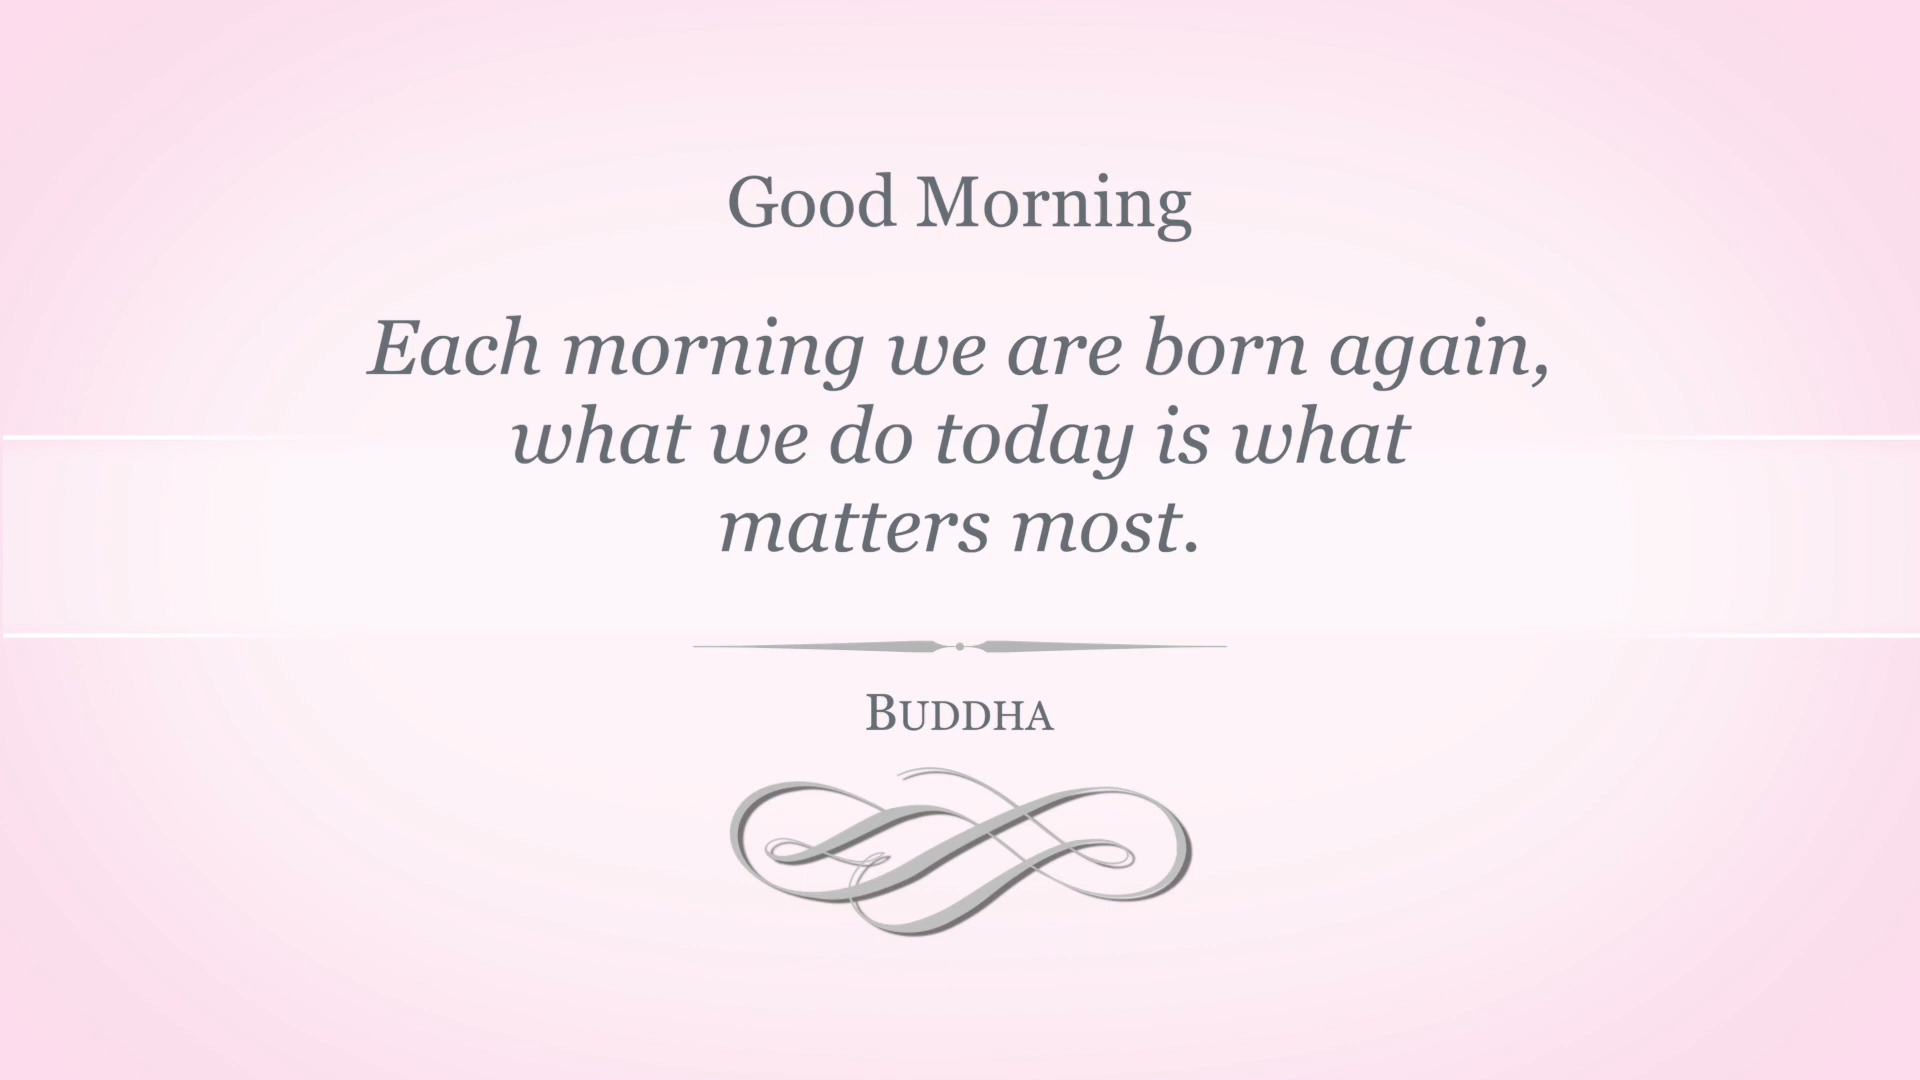 Good Morning
Each morning we are born again,
what we do today is what
matters most.
BUDDHA